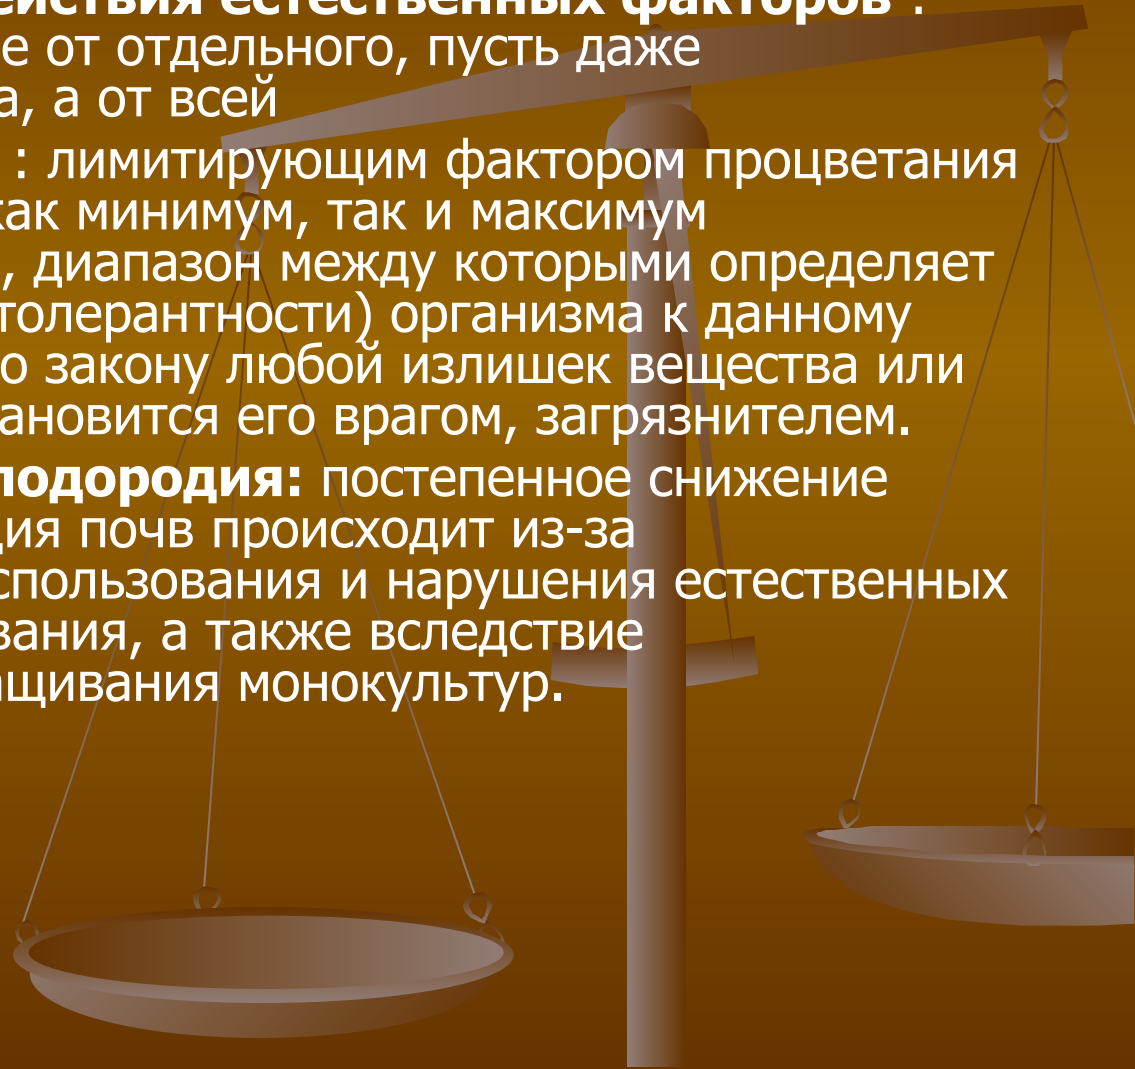 ействия естественных факторов :
е от отдельного, пусть даже
а, а от всей
: лимитирующим фактором процветания
как минимум, так и максимум
, диапазон между которыми определяет
толерантности) организма к данному
о закону любой излишек вещества или
ановится его врагом, загрязнителем.
лодородия: постепенное снижение
ия почв происходит из-за
спользования и нарушения естественных
вания, а также вследствие
щивания монокультур.